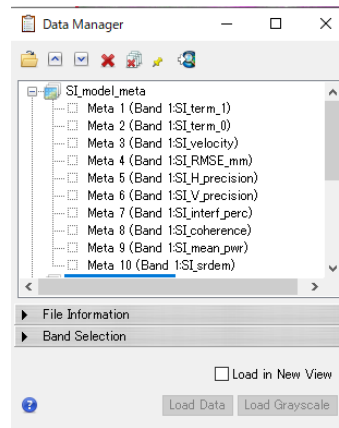 Data Manager
SI_model_meta
Meta 1 (Band 1:SI_term_1)
Meta 2 (Band 1:SI_term_0)
Meta 3 (Band 1:SI_velocity)
Meta 4 (Band 1:SI_RMSE_mm)
Meta 5 (Band 1:SI_H_precision)
Meta 6 (Band 1:SI_V_precision)
Meta 7 (Band 1:SI_interf_perc)
Meta 8 (Band 1:SI_coherence)
Meta 9 (Band 1:SI_mean_pwr)
Meta 10 (Band 1:SI_srdem)
File Information
Band Selection
Load in New View
Load Data Load Grayscale